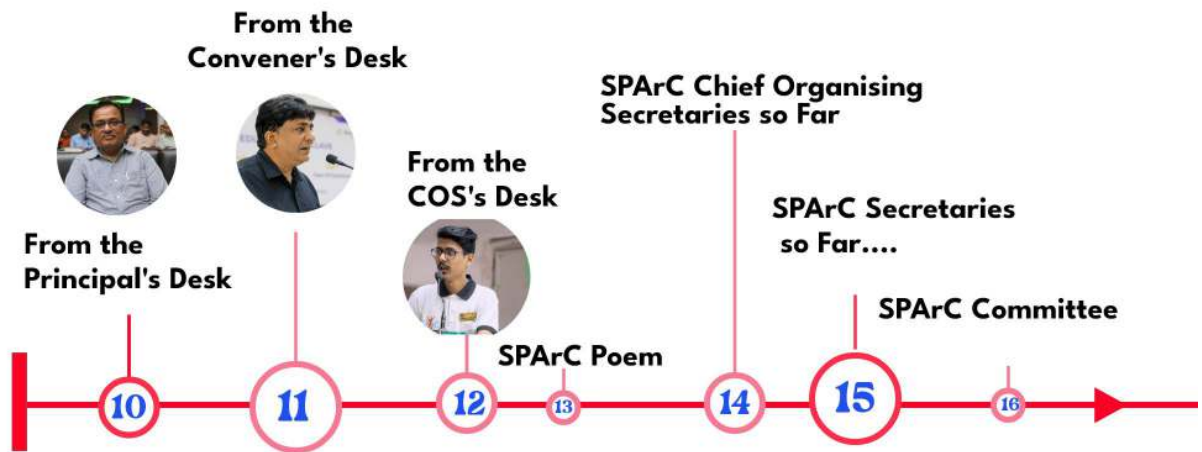 From the
Convener's Desk
SPArC Chief Organising
Secretaries so Far
From the
COS's Desk
SPArC Secretaries
so Far....
From the
Principal's Desk
SPArC Committee
SPArC Poem
10
11
12
13
14
15
16